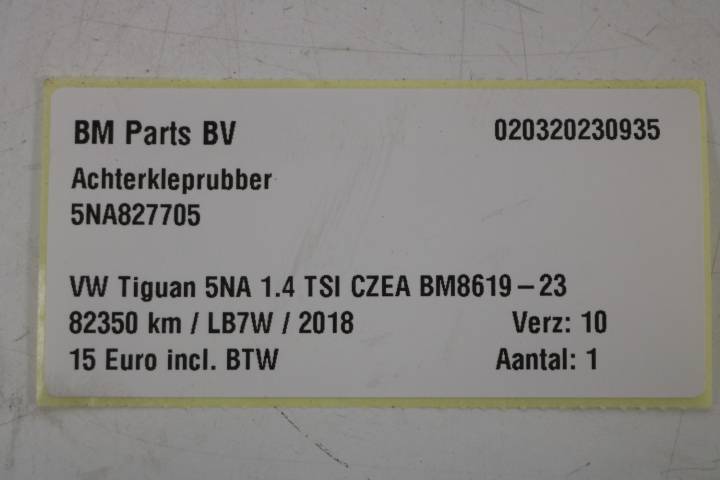 BM Parts BV 020320230935
Achterkleprubber
5NA827705
VW Tiguan 5NA 1.4 TSI CZEA BM8619-23
82350 km / LB7W / 2018 Verz: 10
15 Euro incl. BTW Aantal: 1